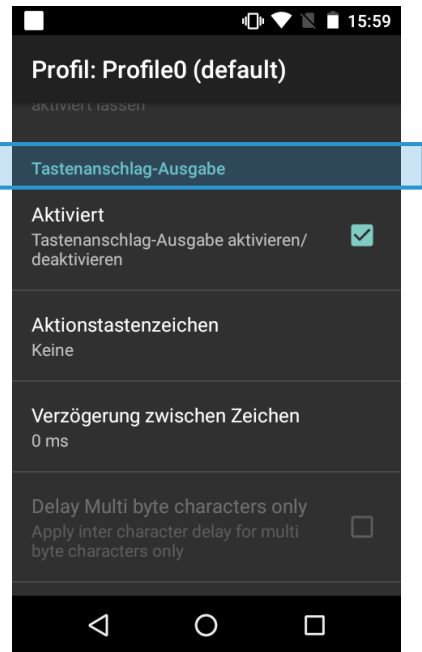 15:59
Profil: Profile0 (default)
aktiviert lassen
Tastenanschlag-Ausgabe
Aktiviert
Tastenanschlag-Ausgabe aktivieren/
deaktivieren
Aktionstastenzeichen
Keine
Verzögerung zwischen Zeichen
0 ms
Delay Multi byte characters only
Apply inter character delay for multi
byte characters only